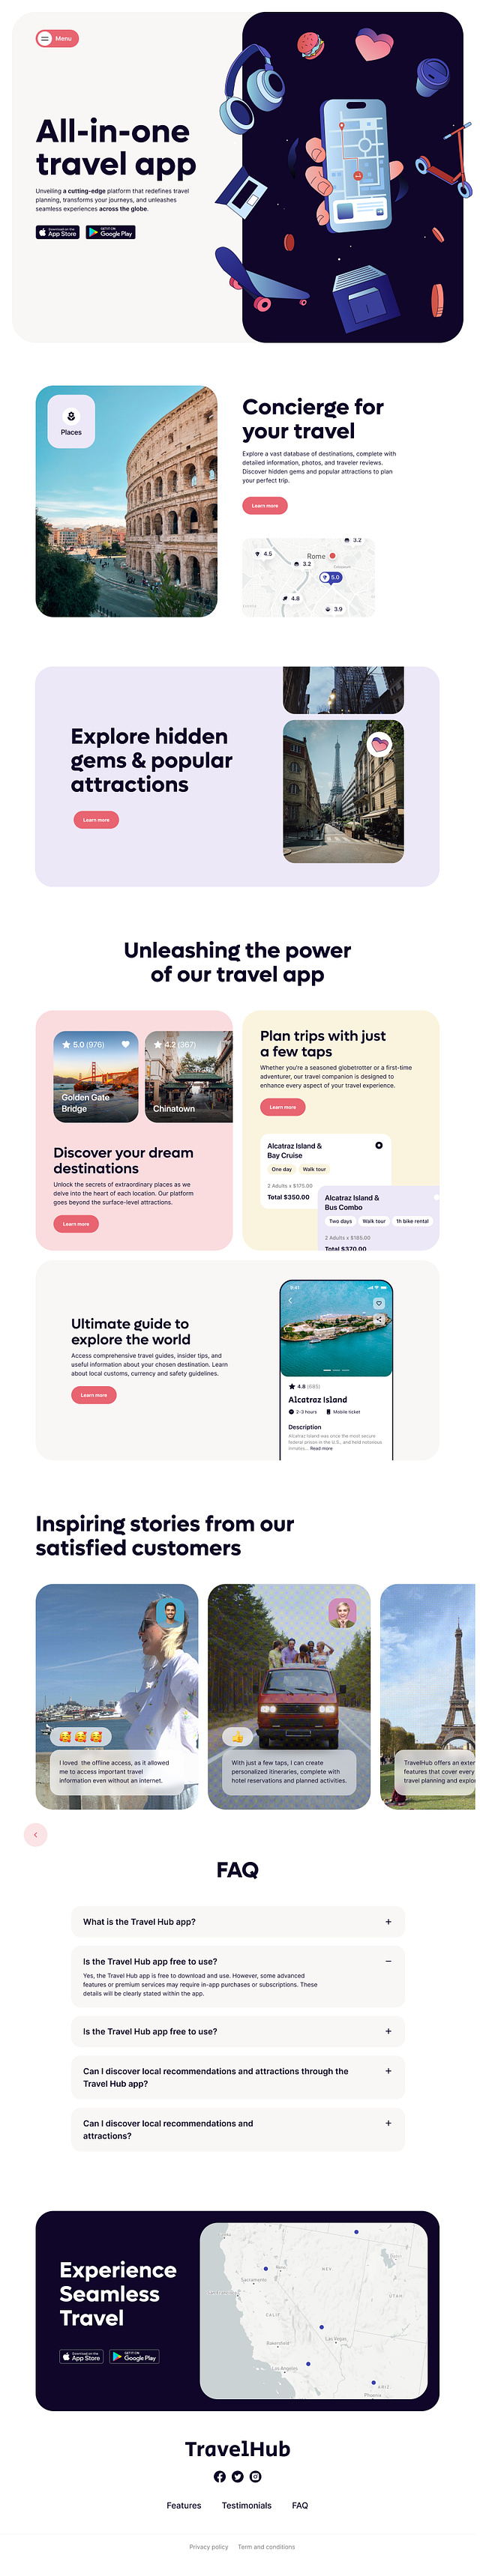 Menu
All-in-one
travel app
Unveiling a cutting-edge platform that redefines travel
planning, transforms your journeys, and unleashes
seamless experiences across the globe.
Download on the
App Store
GET IT ON
Google Play
Places
Concierge for
your travel
Explore a vast database of destinations, complete with
detailed information, photos, and traveler reviews.
Discover hidden gems and popular attractions to plan
your perfect trip.
Learn more
3.2
4.5
Rome
3.2
5.0
4.8
3.9
Explore hidden
gems & popular
attractions
Learn more
Unleashing the power
of our travel app
5.0 (976)
4.2 (367)
Golden Gate
Bridge
Chinatown
Discover your dream
destinations
Unlock the secrets of extraordinary places as we
delve into the heart of each location. Our platform
goes beyond the surface-level attractions.
Learn more
Plan trips with just
a few taps
Whether you're a seasoned globetrotter or a first-time
adventurer, our travel companion is designed to
enhance every aspect of your travel experience.
Learn more
Alcatraz Island &
Bay Cruise
One day
Walk tour
2 Adults x $175.00
Total $350.00
Alcatraz Island &
Bus Combo
Two days
Walk tour
1h bike rental
2 Adults x $185.00
Total $370.00
Ultimate guide to
explore the world
Access comprehensive travel guides, insider tips, and
useful information about your chosen destination. Learn
about local customs, currency and safety guidelines.
Learn more
9:41
4.8 (685)
Alcatraz Island
2-3 hours
Mobile ticket
Description
Alcatraz Island was once the most secure
federal prison in the U.S., and held notorious
inmates... Read more
Inspiring stories from our
satisfied customers
I loved the offline access, as it allowed
me to access important travel
information even without an internet.
With just a few taps, I can create
personalized itineraries, complete with
hotel reservations and planned activities.
TravelHub offers an
features that cover every
travel planning and
FAQ
What is the Travel Hub app?
Is the Travel Hub app free to use?
Yes, the Travel Hub app is free to download and use. However, some advanced
features or premium services may require in-app purchases or subscriptions. These
details will be clearly stated within the app.
Is the Travel Hub app free to use?
Can I discover local recommendations and attractions through the
Travel Hub app?
Can I discover local recommendations and
attractions?
Experience
Seamless
Travel
Download on the
App Store
GET IT ON
Google Play
Reno
NEV
Sacramento
UTAH
CALIF
Las Vegas
Bakersfield
Los Angeles
ARIZ
Phoenix
TravelHub
Features
Testimonials
FAQ
Privacy policy
Term and conditions